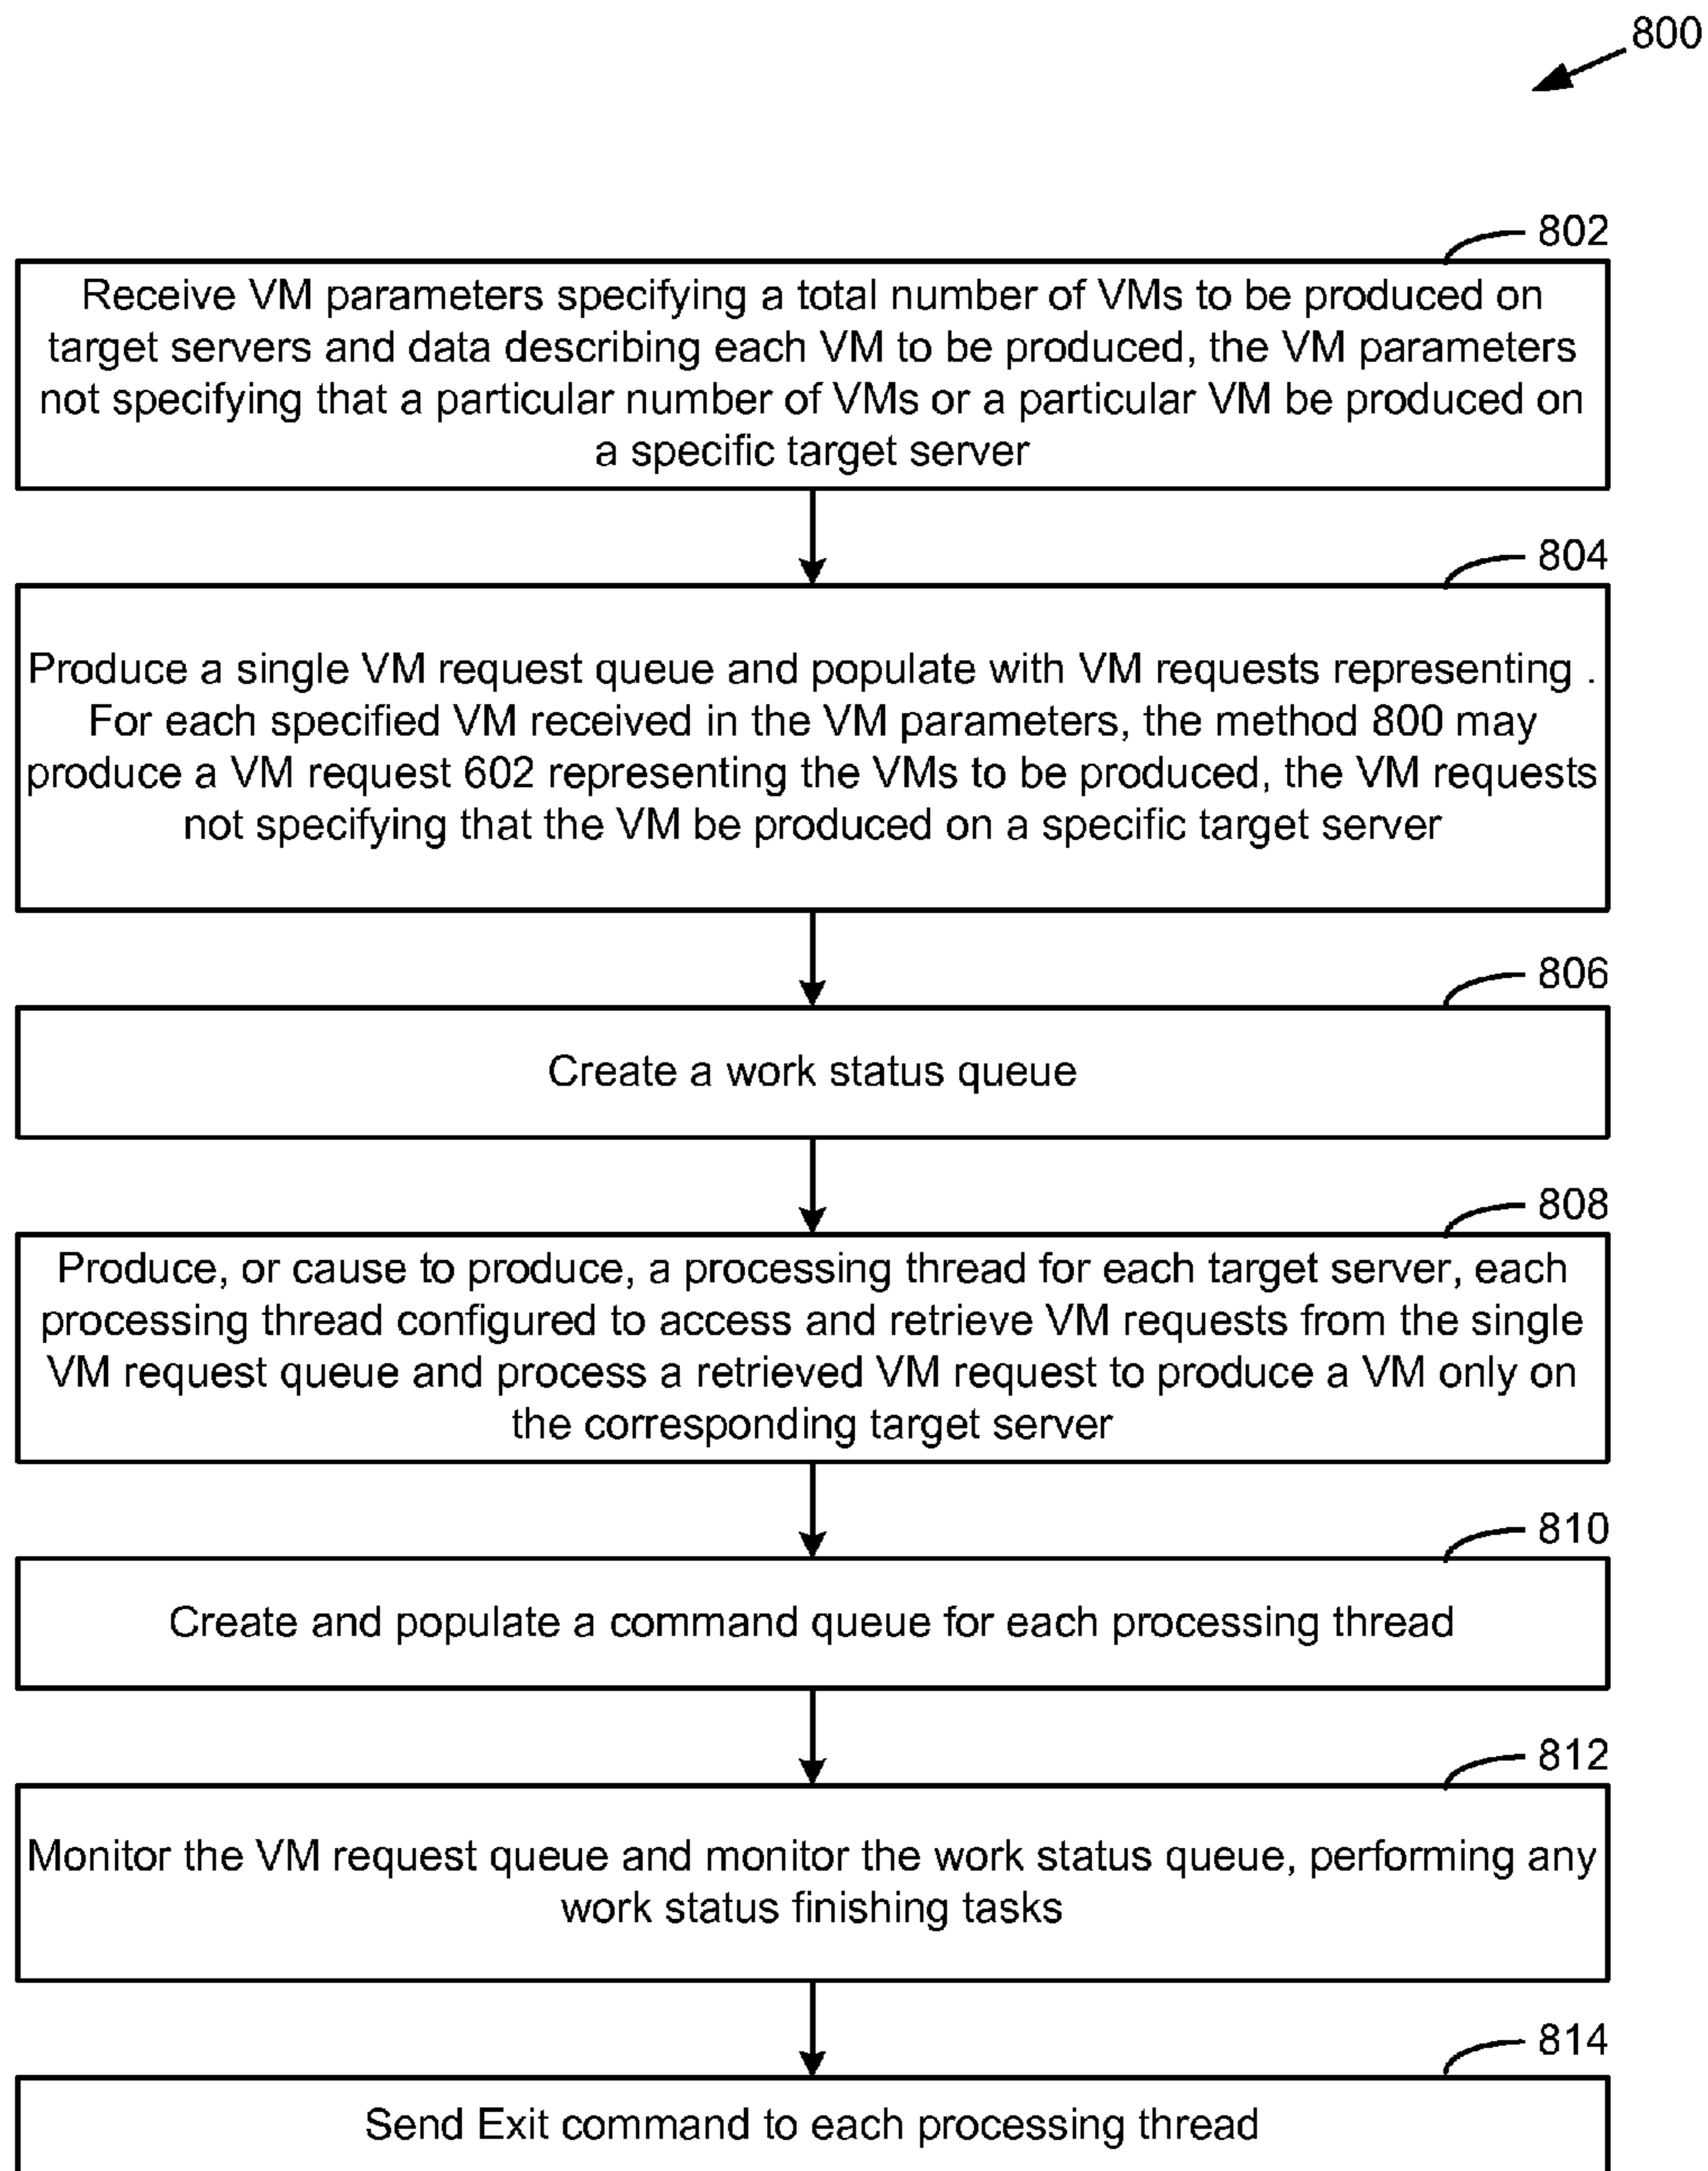 800
802
Receive VM parameters specifying a total number of VMs to be produced on
target servers and data describing each VM to be produced, the VM parameters
not specifying that a particular number of VMs or a particular VM be produced on
a specific target server
804
Produce a single VM request queue and populate with VM requests representing .
For each specified VM received in the VM parameters, the method 800 may
produce a VM request 602 representing the VMs to be produced, the VM requests
not specifying that the VM be produced on a specific target server
806
Create a work status queue
808
Produce, or cause to produce, a processing thread for each target server, each
processing thread configured to access and retrieve VM requests from the single
VM request queue and process a retrieved VM request to produce a VM only on
the corresponding target server
810
Create and populate a command queue for each processing thread
812
Monitor the VM request queue and monitor the work status queue, performing any
work status finishing tasks
814
Send Exit command to each processing thread